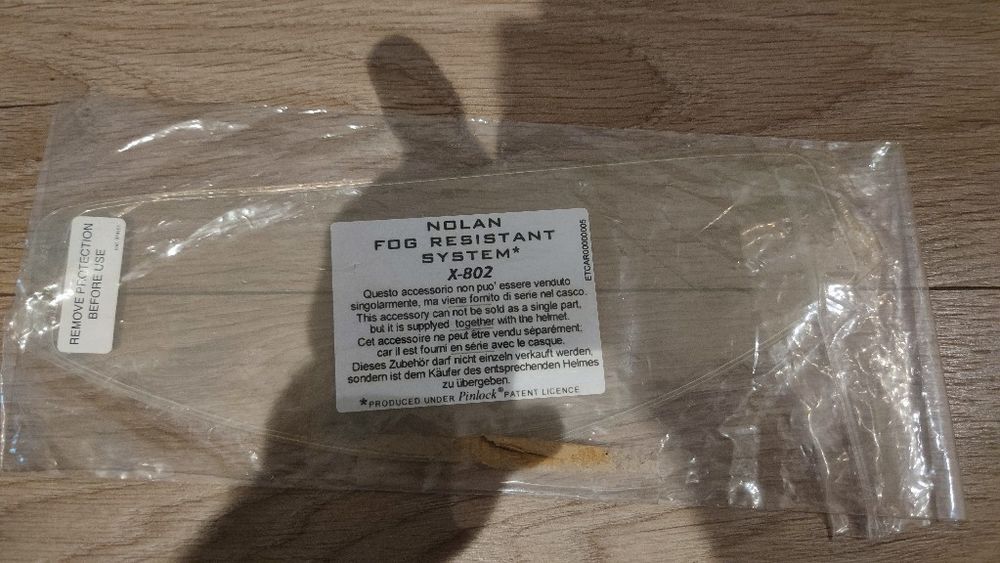 REMOVE PROTECTION
BEFORE USE
NOLAN
FOG RESISTANT
SYSTEM*
X-802
Questo accessorio non puo' essere venduto
singolarmente, ma viene fornito di serie nel casco.
This accessory can not be sold as a single part,
but it is supplyed together with the helmet.
Cet accessoire ne peut être vendu séparément:
car il est fourni en série avec le casque.
Dieses Zubehör darf nicht einzeln verkauft werden,
sondern ist dem Käufer des entsprechenden Helmes
zu übergeben.
*PRODUCED UNDER Pinlock® PATENT LICENCE
ETCAR00000005